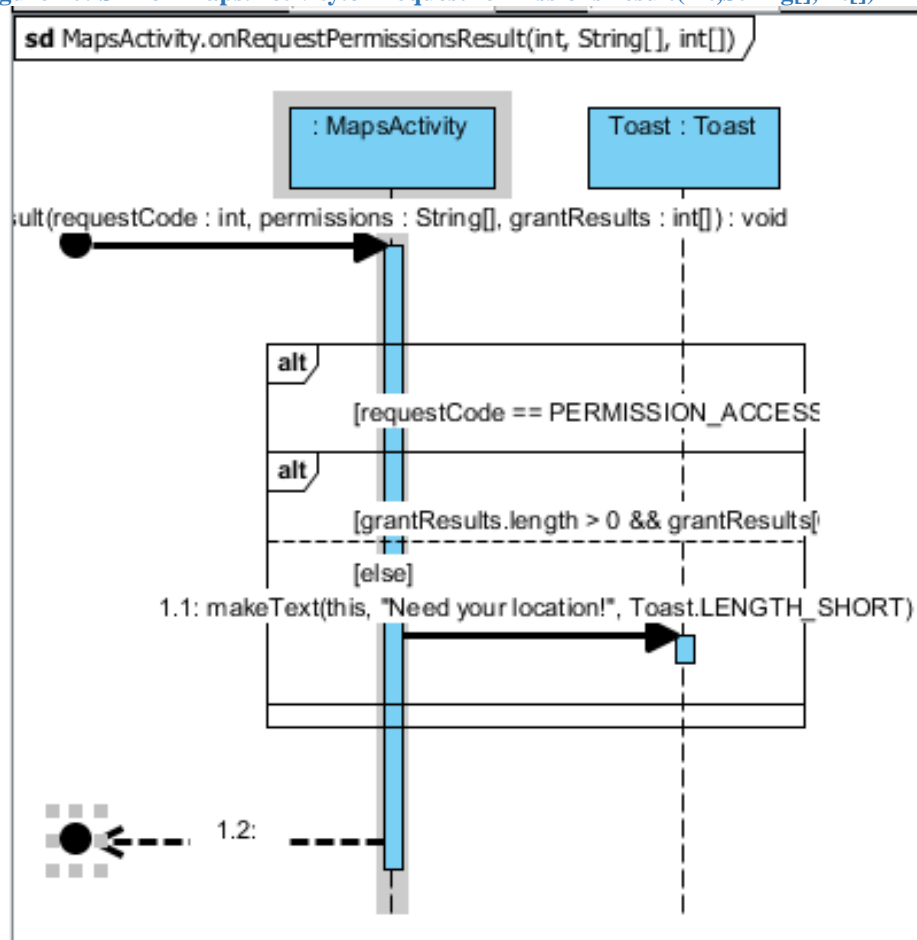 sd MapsActivity.onRequestPermissionsResult(int, String[], int[])
: MapsActivity
Toast : Toast
sult(requestCode : int, permissions : String[], grantResults : int[]) : void
alt
[requestCode == PERMISSION_ACCESS
alt
[grantResults.length > 0 && grantResults[
[else]
1.1: makeText(this, "Need your location!", Toast.LENGTH_SHORT)
1.2: